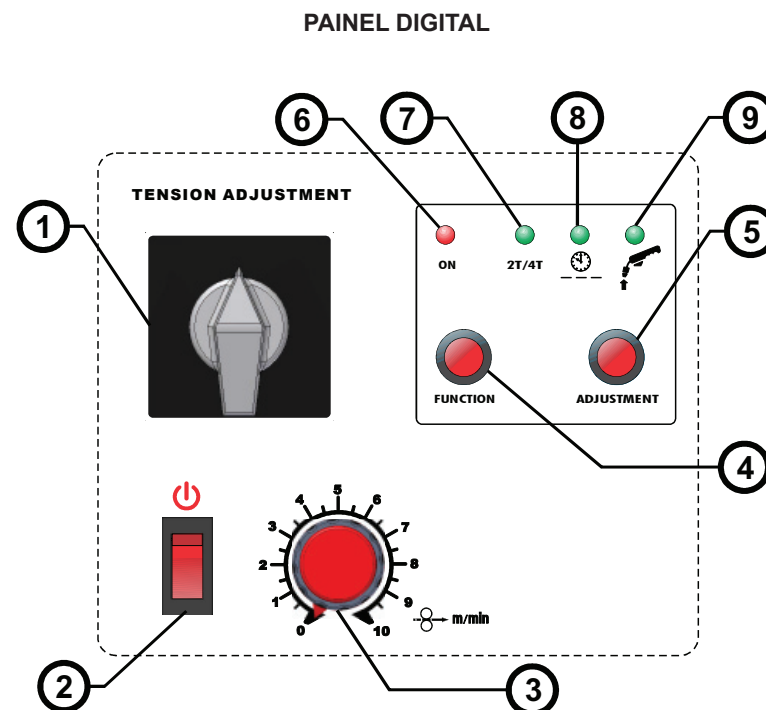 PAINEL DIGITAL
6 7 8 9
TENSION ADJUSTMENT
1
5
ON 2T/4T
FUNCTION ADJUSTMENT
4
5
4 6
3 7
2 8
1 9
0 10
m/min
2 3